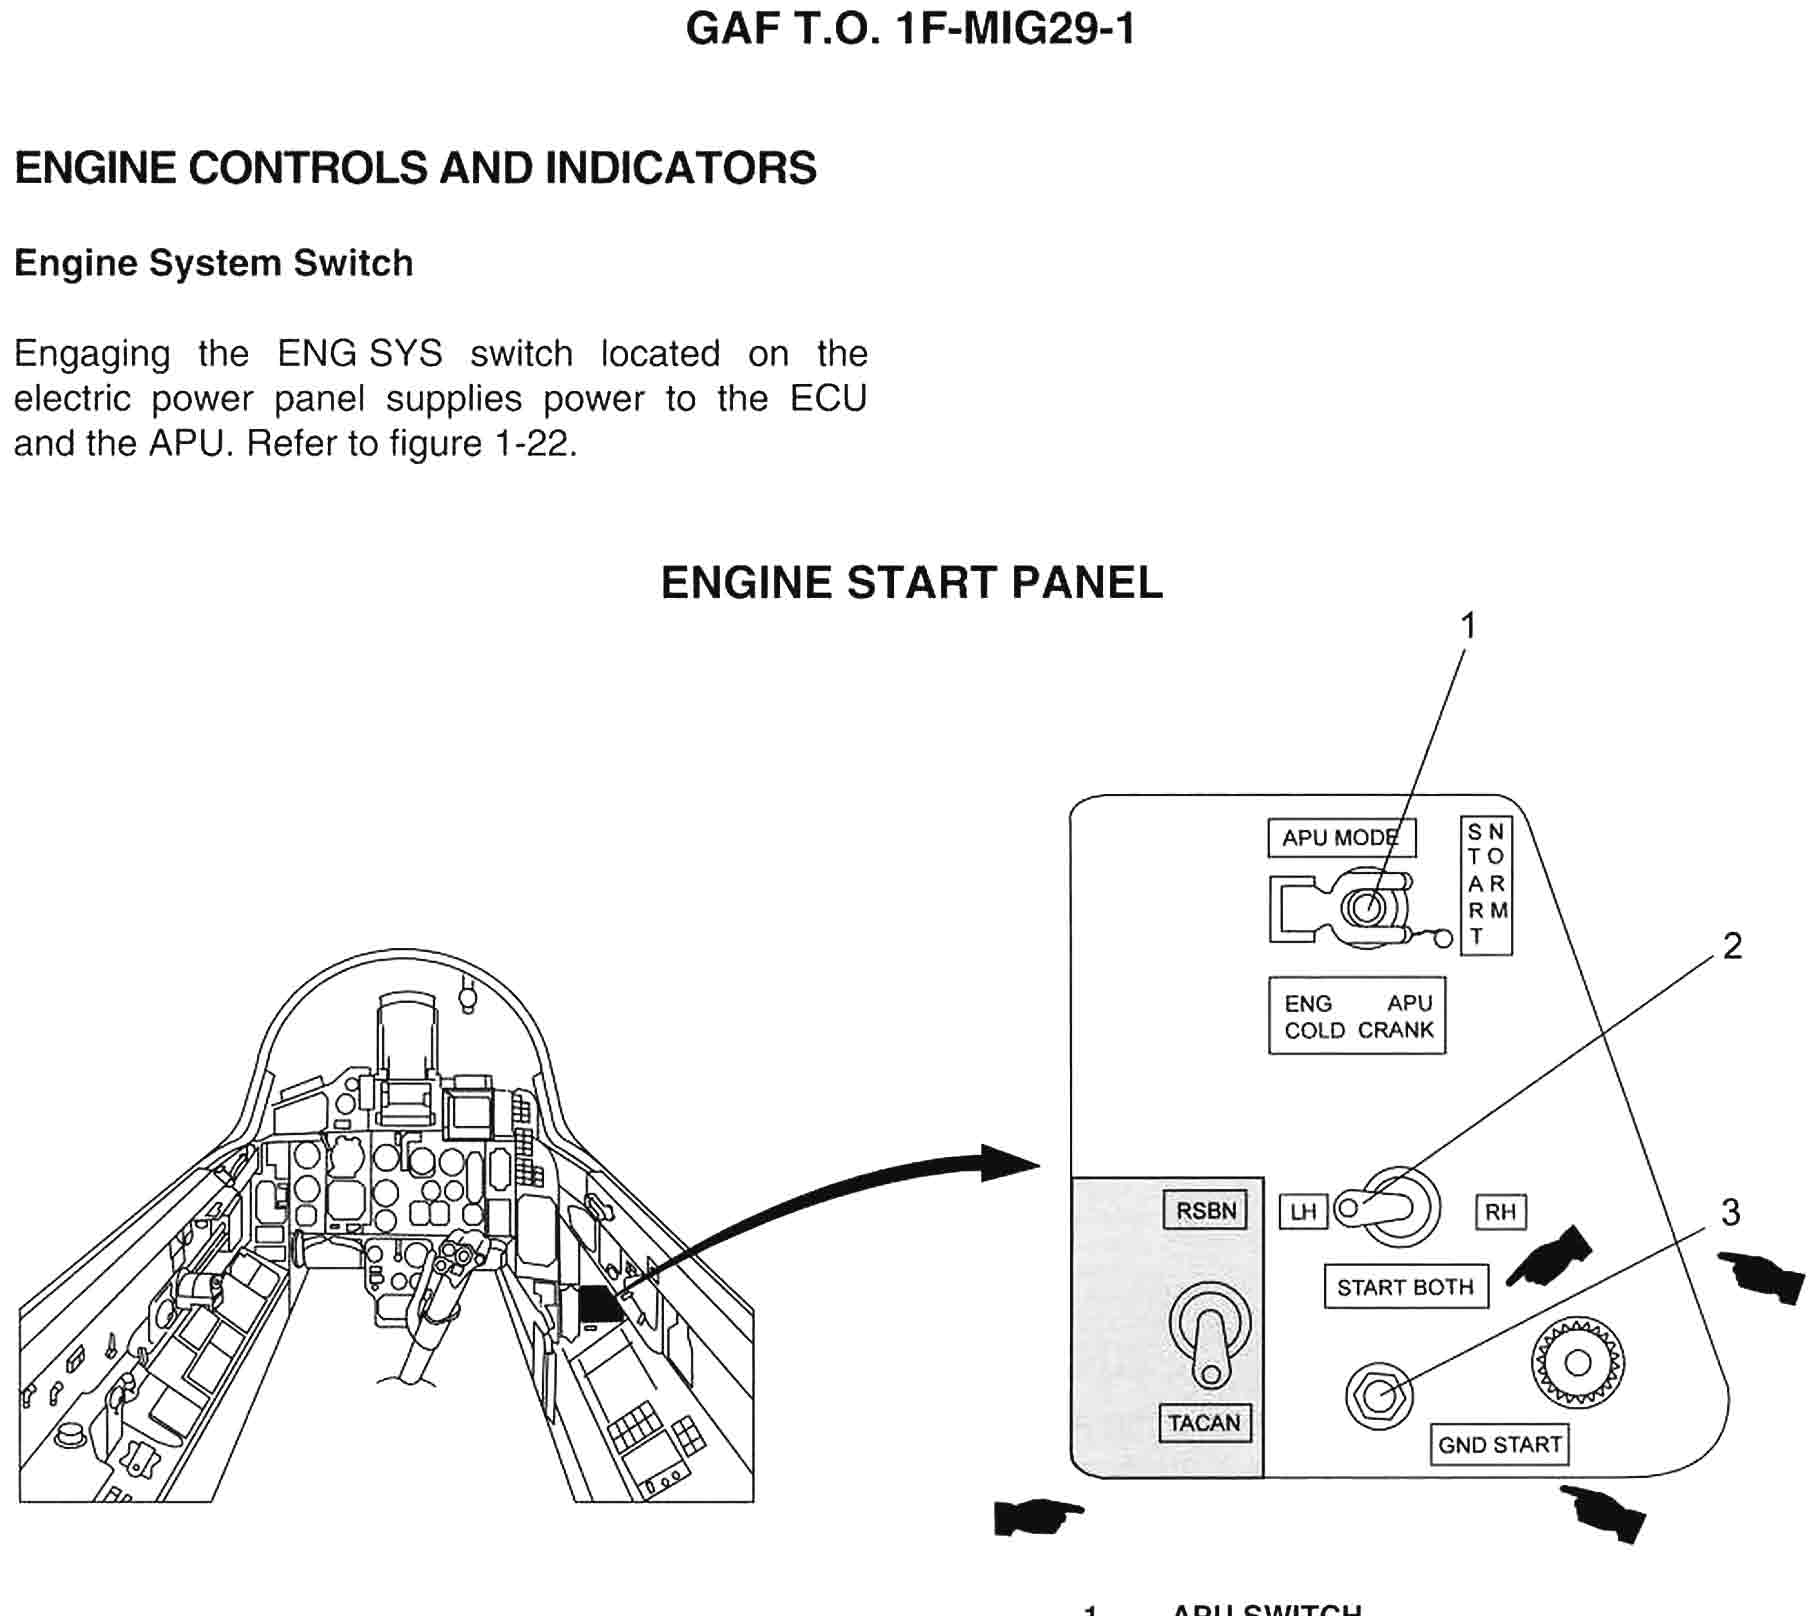 GAF T.O. 1F-MIG29-1
ENGINE CONTROLS AND INDICATORS
Engine System Switch
Engaging the ENG SYS switch located on the
electric power panel supplies power to the ECU
and the APU. Refer to figure 1-22.
ENGINE START PANEL
1
APU MODE
START
NORM
2
ENG APU
COLD CRANK
RSBN
LH
RH
3
START BOTH
TACAN
GND START
1 APU SWITCH